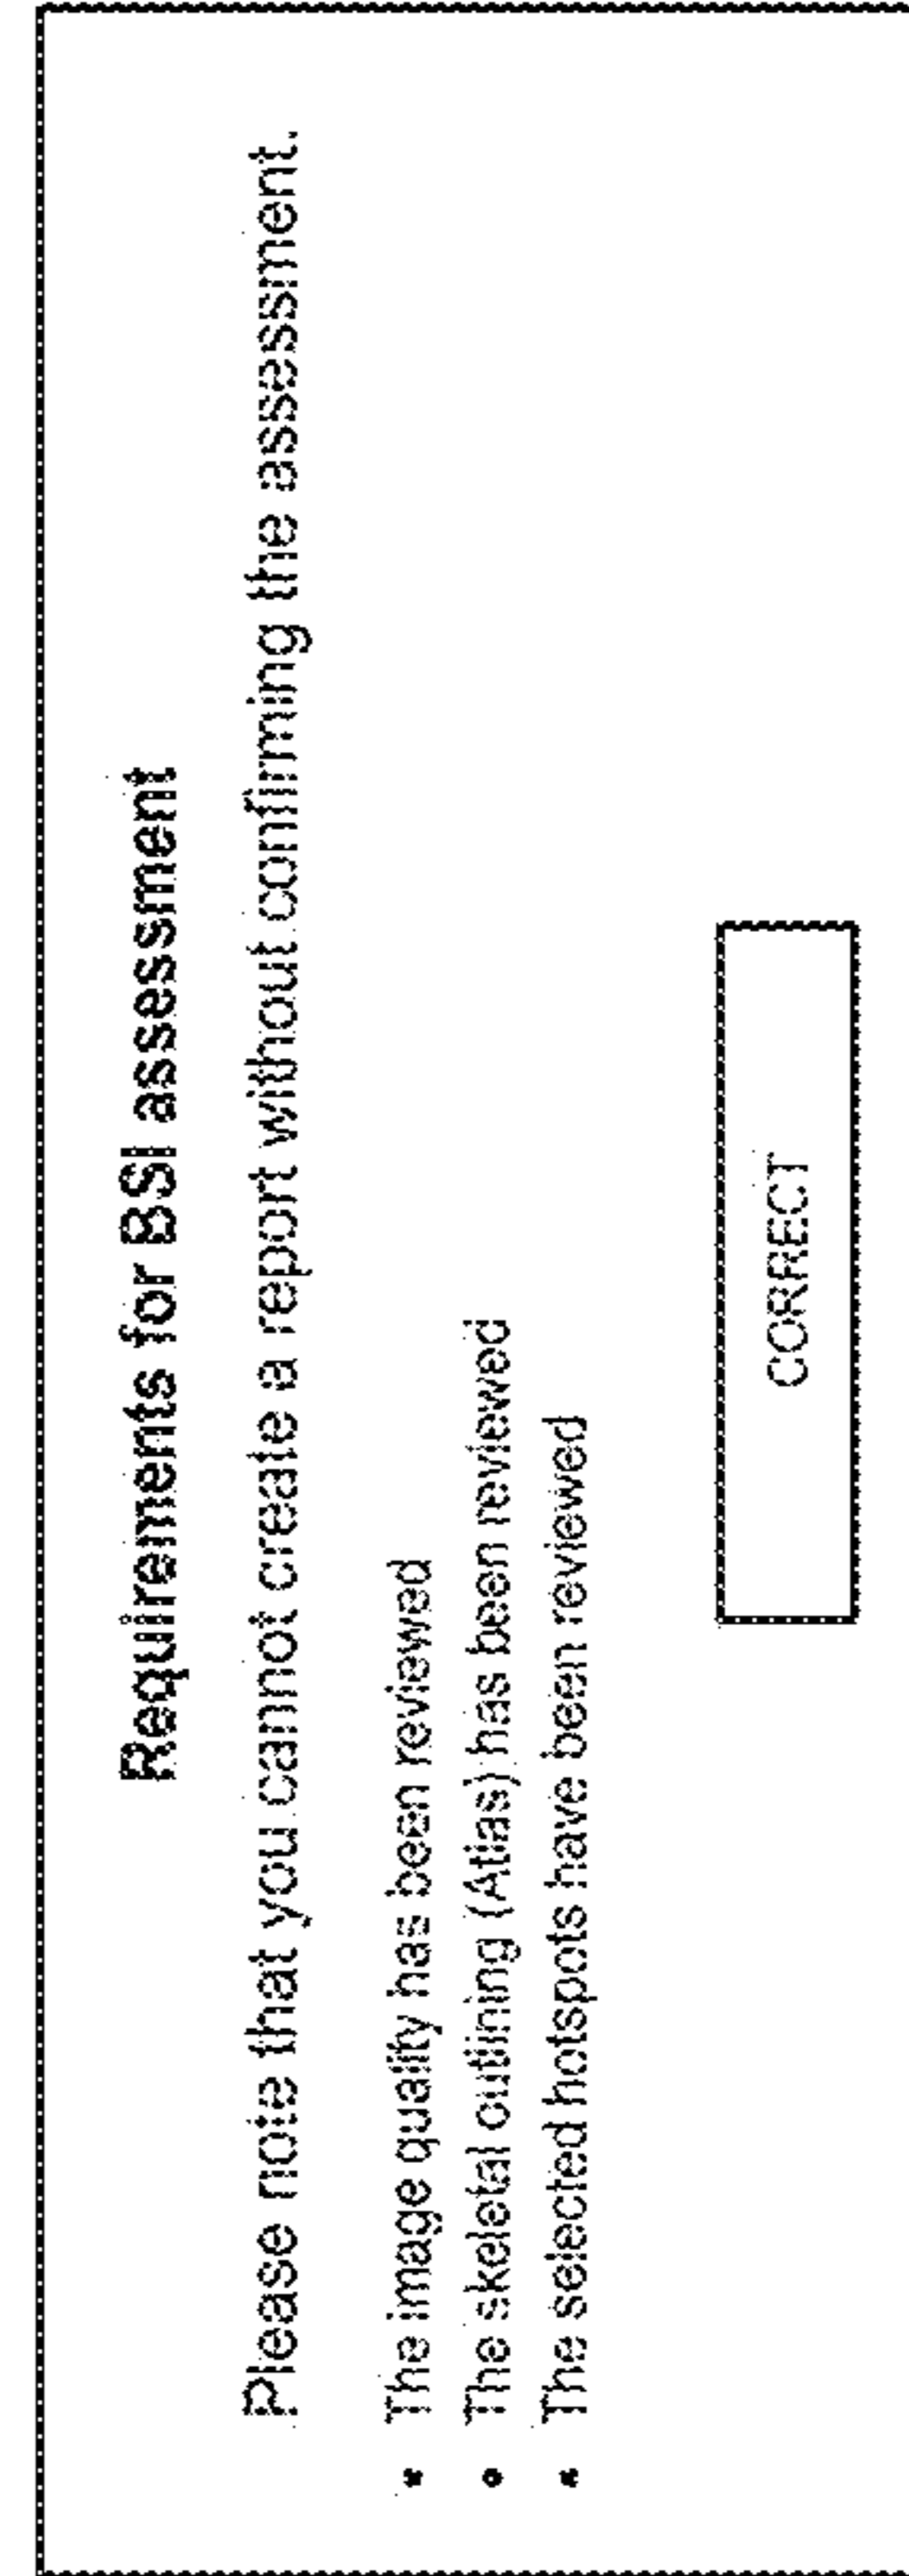 Requirements for BSI assessment
Please note that you cannot create a report without confirming the assessment.
• The image quality has been reviewed
• The skeletal outlining (Atlas) has been reviewed
• The selected hotspots have been reviewed
CORRECT